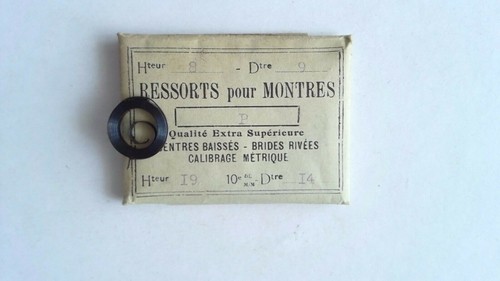 Hteur 8 - Dtre 9
RESSORTS pour MONTRES
P
Qualité Extra Supérieure
CENTRES BAISSÉS - BRIDES RIVÉES
CALIBRAGE MÉTRIQUE
Hteur I9 10es M/M - Dtre I4